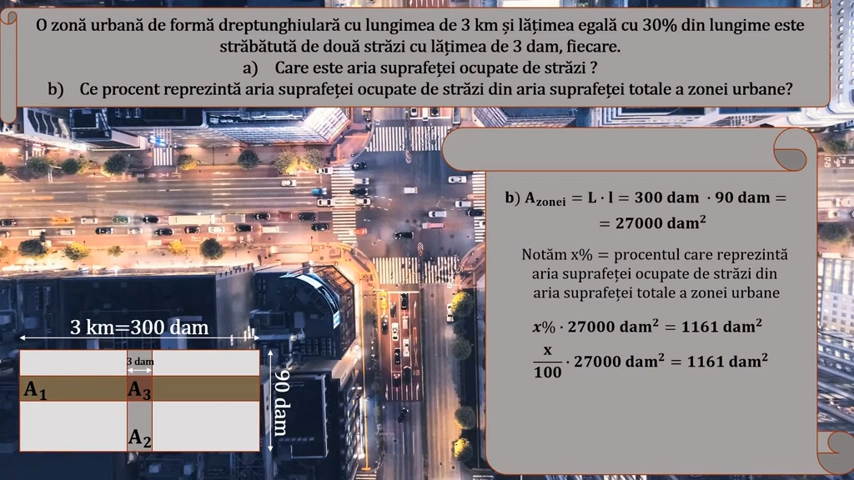 O zonă urbană de formă dreptunghiulară cu lungimea de 3 km și lățimea egală cu 30% din lungime este
străbătută de două străzi cu lățimea de 3 dam, fiecare.
a) Care este aria suprafeței ocupate de străzi ?
b) Ce procent reprezintă aria suprafeței ocupate de străzi din aria suprafeței totale a zonei urbane?
b) A_zonei = L · l = 300 dam · 90 dam =
= 27000 dam²
Notăm x% = procentul care reprezintă
aria suprafeței ocupate de străzi din
aria suprafeței totale a zonei urbane
x% · 27000 dam² = 1161 dam²
x/100 · 27000 dam² = 1161 dam²
3 km=300 dam
3 dam
A₁ A₃
A₂
90 dam